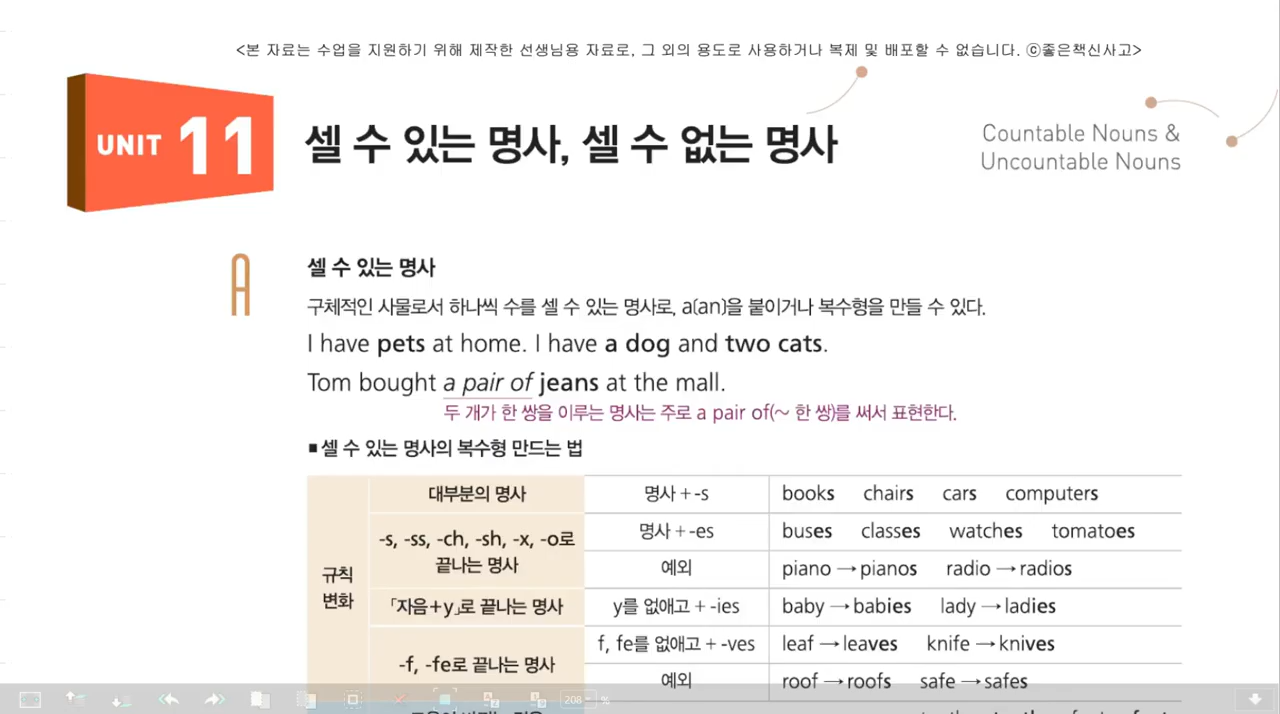 <본 자료는 수업을 지원하기 위해 제작한 선생님용 자료로, 그 외의 용도로 사용하거나 복제 및 배포할 수 없습니다. ⓒ좋은책신사고>
UNIT 11
셀 수 있는 명사, 셀 수 없는 명사
Countable Nouns &
Uncountable Nouns
A
셀 수 있는 명사
구체적인 사물로서 하나씩 수를 셀 수 있는 명사로, a(an)을 붙이거나 복수형을 만들 수 있다.
I have pets at home. I have a dog and two cats.
Tom bought a pair of jeans at the mall.
두 개가 한 쌍을 이루는 명사는 주로 a pair of(~ 한 쌍)를 써서 표현한다.
■ 셀 수 있는 명사의 복수형 만드는 법
규칙
변화
대부분의 명사 명사 + -s books chairs cars computers
-s, -ss, -ch, -sh, -x, -o로
끝나는 명사
명사 + -es buses classes watches tomatoes
예외 piano → pianos radio → radios
「자음+y」로 끝나는 명사 y를 없애고 + -ies baby → babies lady → ladies
-f, -fe로 끝나는 명사
f, fe를 없애고 + -ves leaf → leaves knife → knives
예외 roof → roofs safe → safes
208 %